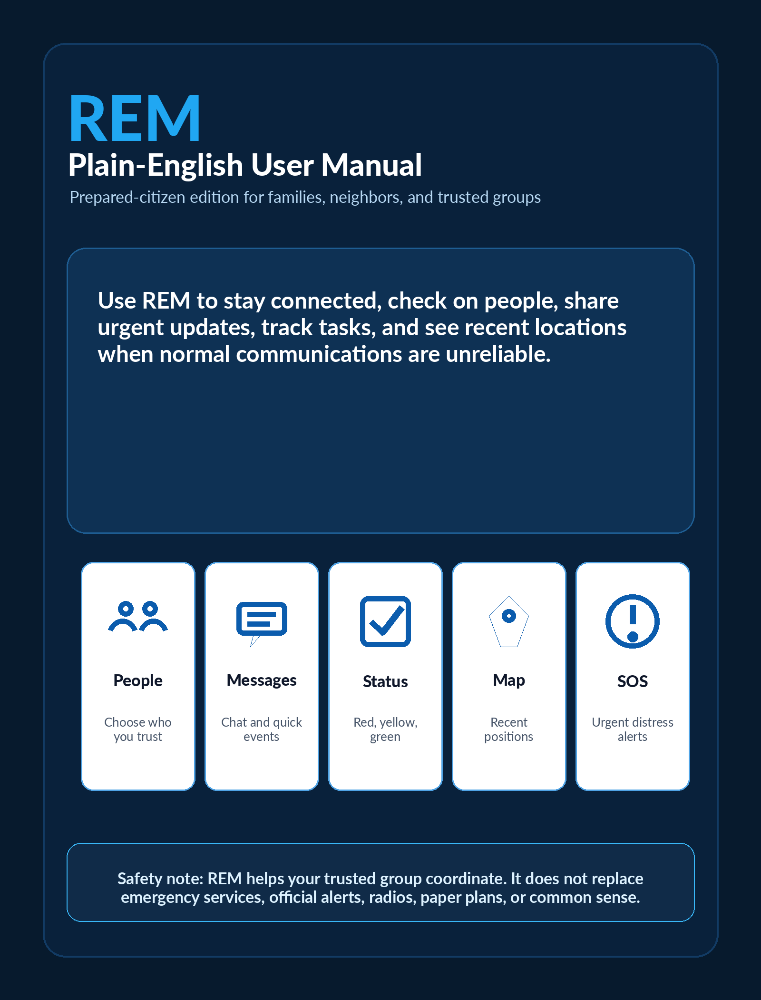 REM
Plain-English User Manual
Prepared-citizen edition for families, neighbors, and trusted groups
Use REM to stay connected, check on people, share
urgent updates, track tasks, and see recent locations
when normal communications are unreliable.
People
Choose who
you trust
Messages
Chat and quick
events
Status
Red, yellow,
green
Map
Recent
positions
SOS
Urgent distress
alerts
Safety note: REM helps your trusted group coordinate. It does not replace
emergency services, official alerts, radios, paper plans, or common sense.